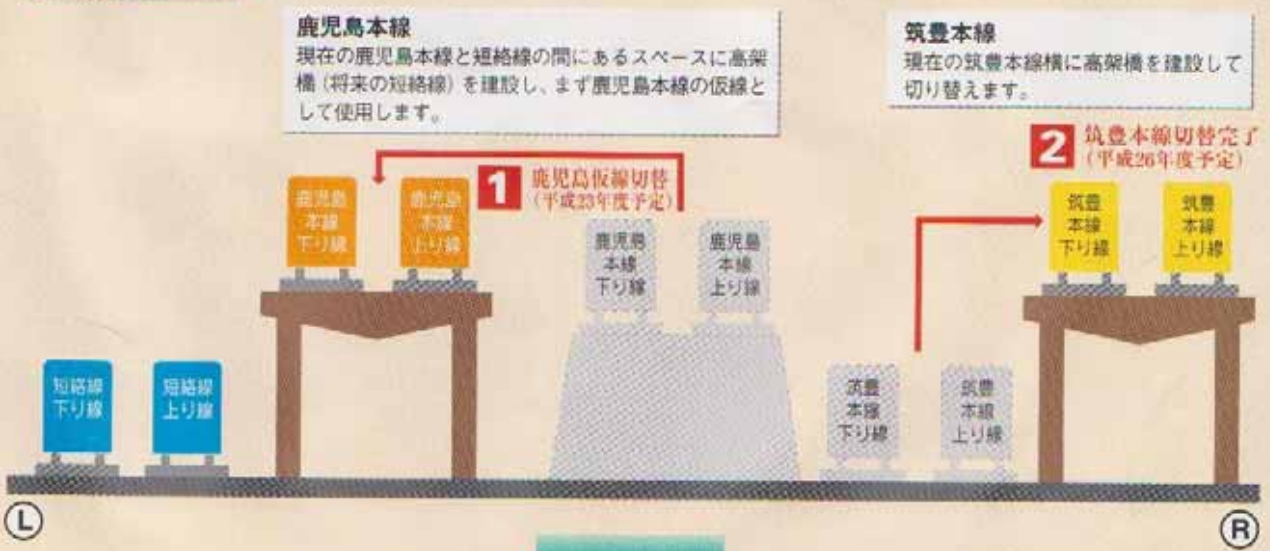 鹿児島本線
現在の鹿児島本線と短絡線の間にあるスペースに高架
橋（将来の短絡線）を建設し、まず鹿児島本線の仮線と
して使用します。
筑豊本線
現在の筑豊本線横に高架橋を建設して
切り替えます。
1 鹿児島仮線切替
（平成23年度予定）
2 筑豊本線切替完了
（平成26年度予定）
鹿児島
本線
下り線
鹿児島
本線
上り線
鹿児島
本線
下り線
鹿児島
本線
上り線
筑豊
本線
下り線
筑豊
本線
上り線
短絡線
下り線
短絡線
上り線
筑豊
本線
下り線
筑豊
本線
上り線
L
R